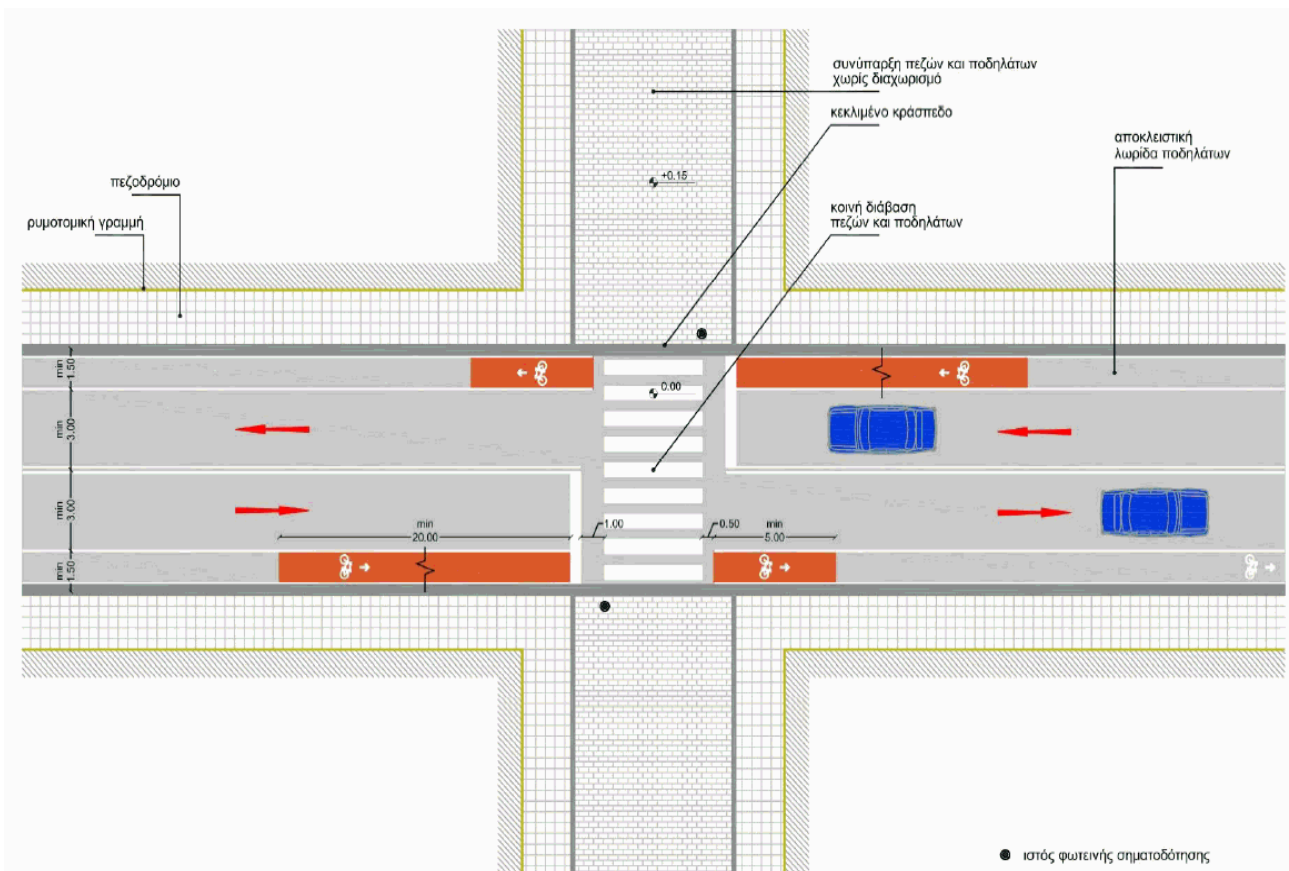 συνύπαρξη πεζών και ποδηλάτων
χωρίς διαχωρισμό
κεκλιμένο κράσπεδο
αποκλειστική
λωρίδα ποδηλάτων
πεζοδρόμιο
+0.15
κοινή διάβαση
πεζών και ποδηλάτων
ρυμοτομική γραμμή
min
1.50
0.00
min
3.00
min
3.00
min
20.00
1.00
0.50
min
5.00
min
1.50
ιστός φωτεινής σηματοδότησης